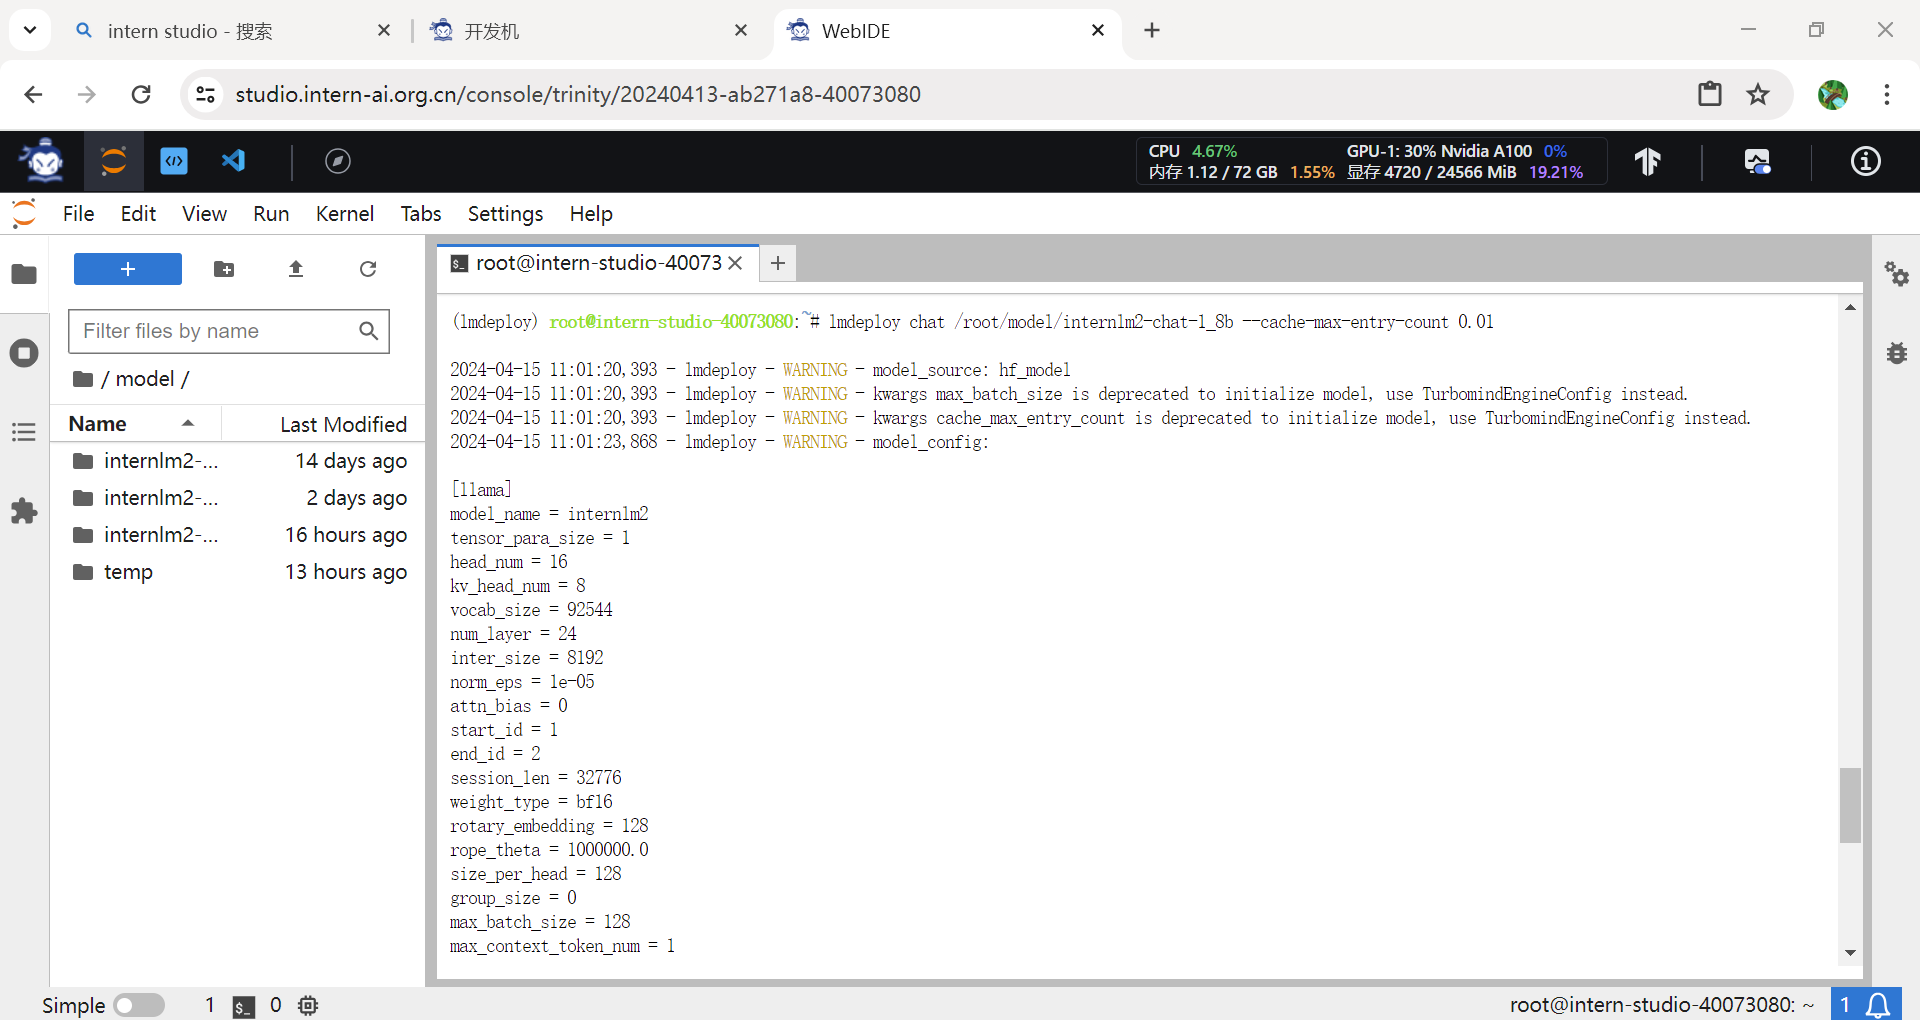 intern studio - 搜索
开发机
WebIDE
studio.intern-ai.org.cn/console/trinity/20240413-ab271a8-40073080
CPU 4.67%
GPU-1: 30% Nvidia A100 0%
内存 1.12 / 72 GB 1.55%
显存 4720 / 24566 MiB 19.21%
File Edit View Run Kernel Tabs Settings Help
root@intern-studio-40073
Filter files by name
/ model /
Name Last Modified
internlm2-... 14 days ago
internlm2-... 2 days ago
internlm2-... 16 hours ago
temp 13 hours ago
(lmdeploy) root@intern-studio-40073080:~# lmdeploy chat /root/model/internlm2-chat-1_8b --cache-max-entry-count 0.01
2024-04-15 11:01:20,393 - lmdeploy - WARNING - model_source: hf_model
2024-04-15 11:01:20,393 - lmdeploy - WARNING - kwargs max_batch_size is deprecated to initialize model, use TurbomindEngineConfig instead.
2024-04-15 11:01:20,393 - lmdeploy - WARNING - kwargs cache_max_entry_count is deprecated to initialize model, use TurbomindEngineConfig instead.
2024-04-15 11:01:23,868 - lmdeploy - WARNING - model_config:
[llama]
model_name = internlm2
tensor_para_size = 1
head_num = 16
kv_head_num = 8
vocab_size = 92544
num_layer = 24
inter_size = 8192
norm_eps = 1e-05
attn_bias = 0
start_id = 1
end_id = 2
session_len = 32776
weight_type = bf16
rotary_embedding = 128
rope_theta = 1000000.0
size_per_head = 128
group_size = 0
max_batch_size = 128
max_context_token_num = 1
Simple 1 $_ 0
root@intern-studio-40073080: ~ 1